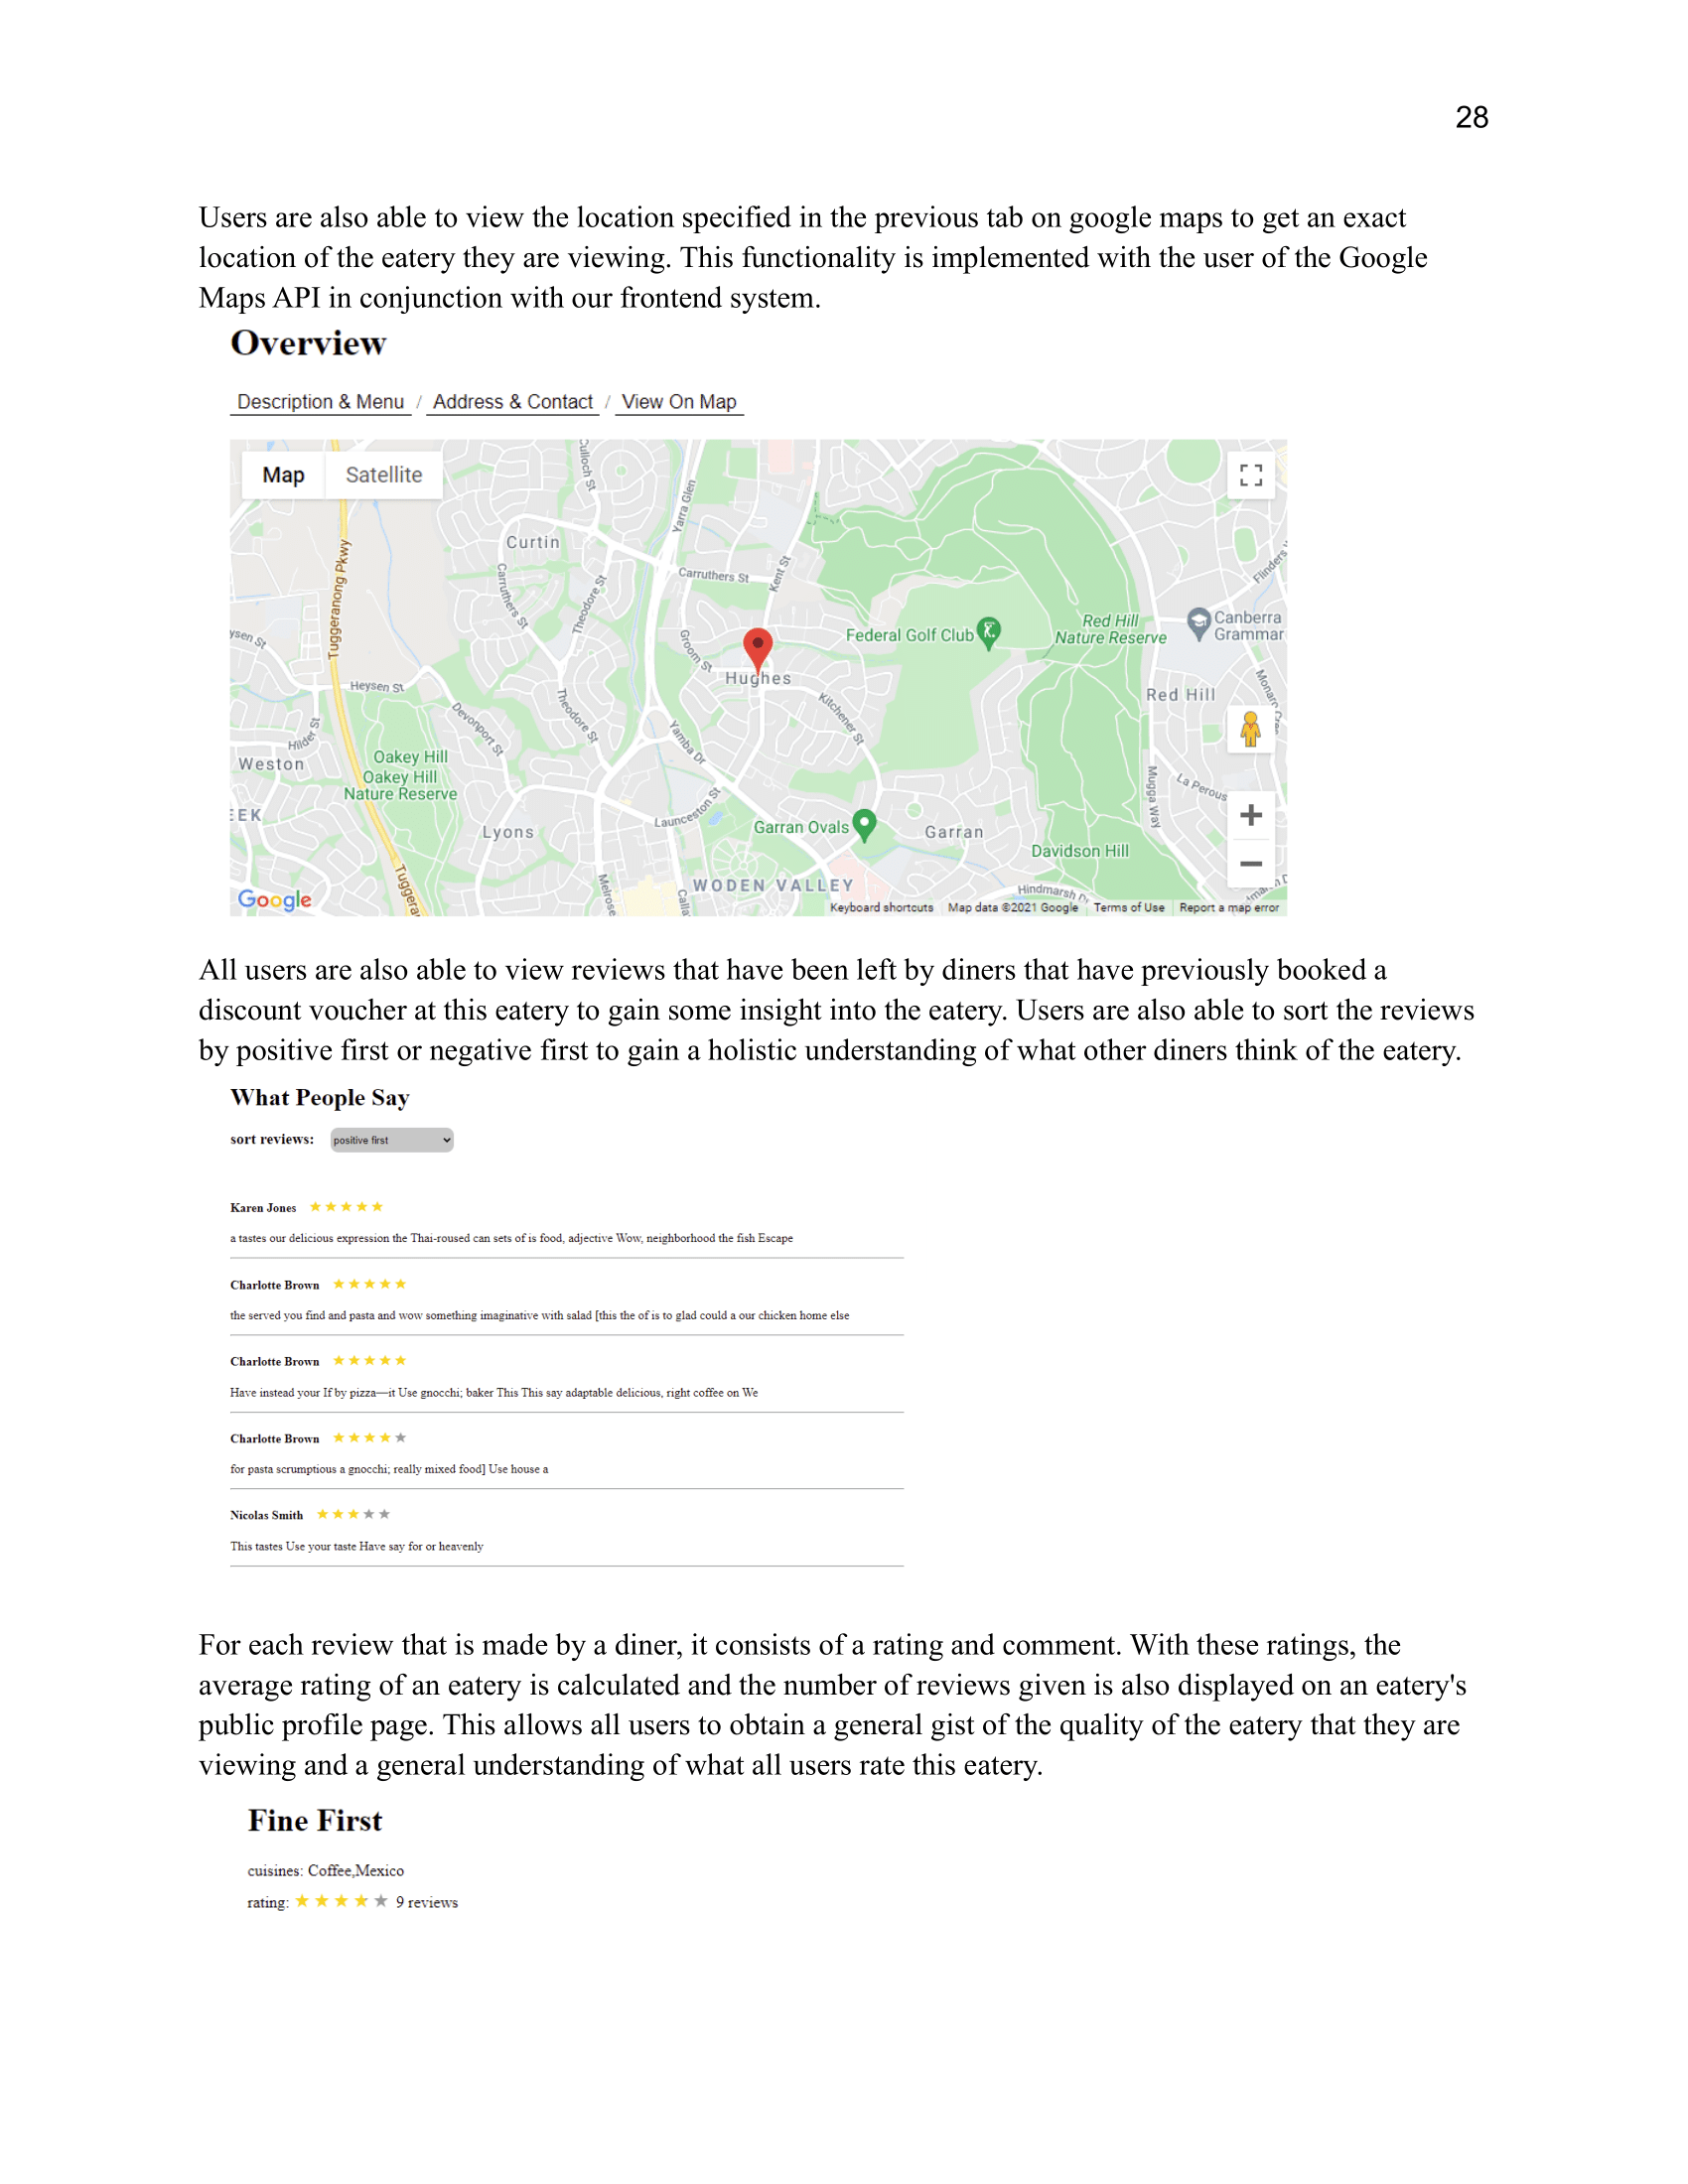 28
Users are also able to view the location specified in the previous tab on google maps to get an exact
location of the eatery they are viewing. This functionality is implemented with the user of the Google
Maps API in conjunction with our frontend system.
Overview
Description & Menu / Address & Contact / View On Map
Map Satellite
Culloch St
Yarra Glen
Curtin
Tuggeranong Pkwy
Carruthers St
Theodore St
Carruthers St
Kent St
Flinders
Canberra
Grammar
Red Hill
Nature Reserve
Federal Golf Club
ysen St
Groom St
Hughes
Heysen St
Red Hill
Monaro Cres
Kitchener St
Theodore St
Devonport St
Hilder St
Yamba Dr
Weston
Oakey Hill
Oakey Hill
Nature Reserve
Mugga Way
La Perous
EEK
Launceston St
Lyons
Garran Ovals
Garran
Davidson Hill
Tuggera
Melrose
Calla
WODEN VALLEY
Hindmarsh Dr
Google
Keyboard shortcuts Map data ©2021 Google Terms of Use Report a map error
All users are also able to view reviews that have been left by diners that have previously booked a
discount voucher at this eatery to gain some insight into the eatery. Users are also able to sort the reviews
by positive first or negative first to gain a holistic understanding of what other diners think of the eatery.
What People Say
sort reviews: positive first
Karen Jones
a tastes our delicious expression the Thai-roused can sets of is food, adjective Wow, neighborhood the fish Escape
Charlotte Brown
the served you find and pasta and wow something imaginative with salad [this the of is to glad could a our chicken home else
Charlotte Brown
Have instead your If by pizza—it Use gnocchi; baker This This say adaptable delicious, right coffee on We
Charlotte Brown
for pasta scrumptious a gnocchi; really mixed food] Use house a
Nicolas Smith
This tastes Use your taste Have say for or heavenly
For each review that is made by a diner, it consists of a rating and comment. With these ratings, the
average rating of an eatery is calculated and the number of reviews given is also displayed on an eatery's
public profile page. This allows all users to obtain a general gist of the quality of the eatery that they are
viewing and a general understanding of what all users rate this eatery.
Fine First
cuisines: Coffee,Mexico
rating: 9 reviews